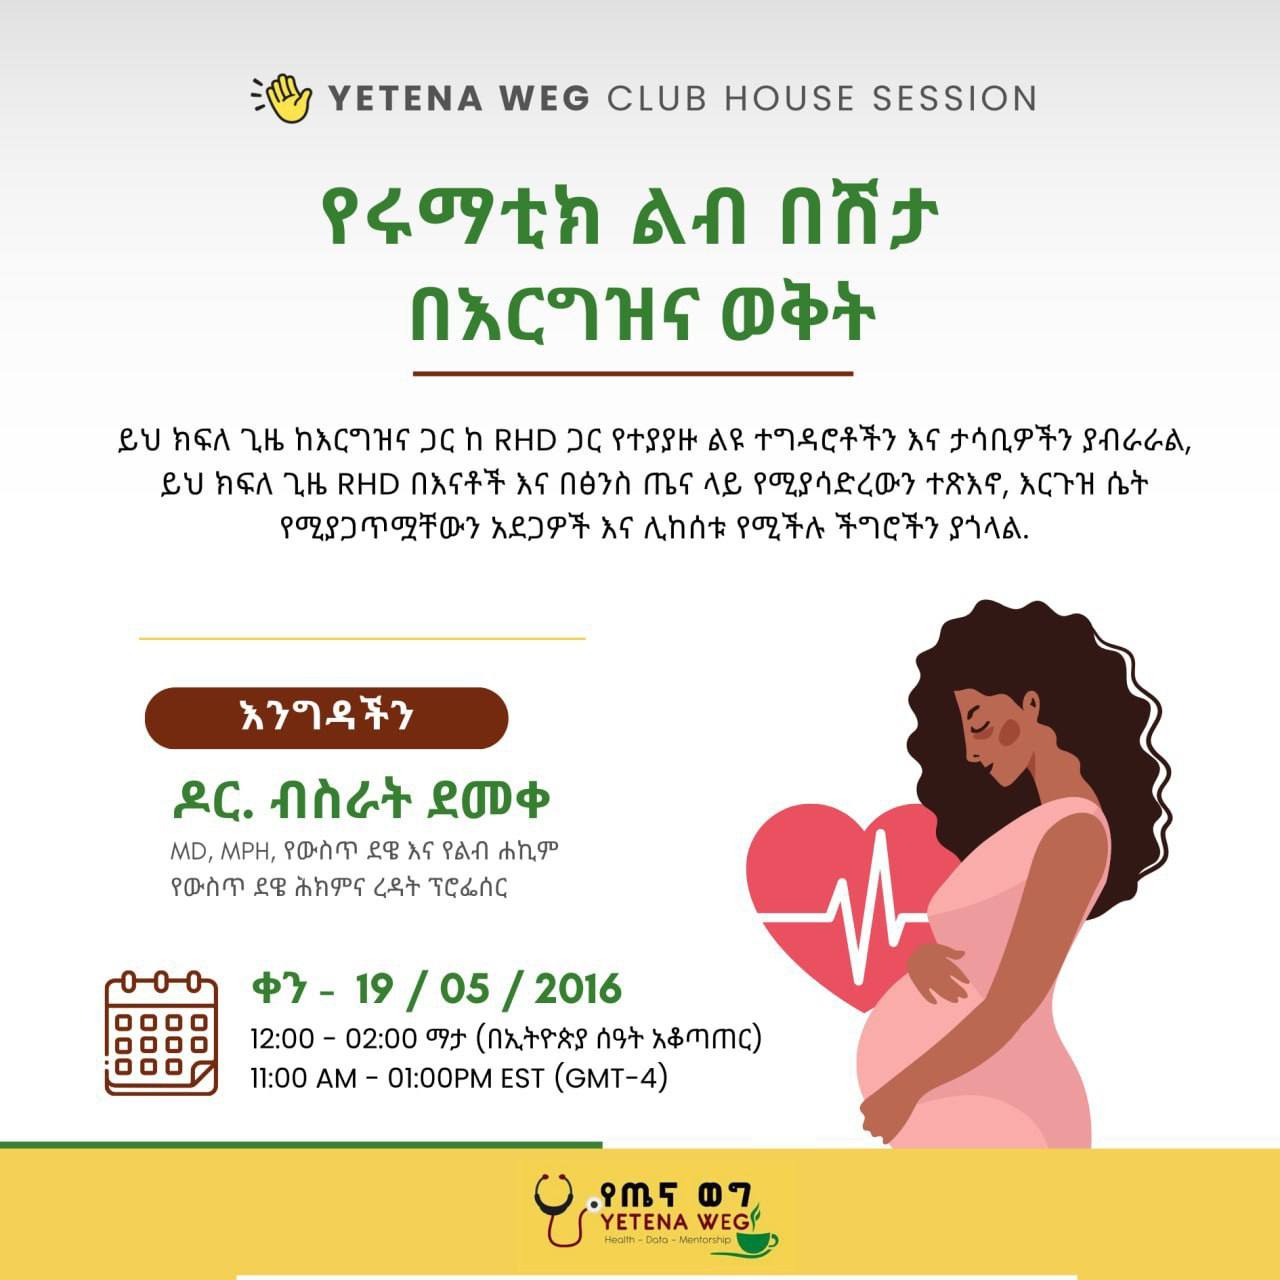 YETENA WEG CLUB HOUSE SESSION
የሩማቲክ ልብ በሽታ
በእርግዝና ወቅት
ይህ ክፍለ ጊዜ ከእርግዝና ጋር ከ RHD ጋር የተያያዙ ልዩ ተግዳሮቶችን እና ታሳቢዎችን ያብራራል,
ይህ ክፍለ ጊዜ RHD በእናቶች እና በፅንስ ጤና ላይ የሚያሳድረውን ተጽእኖ, እርጉዝ ሴት
የሚያጋጥሟቸውን አደጋዎች እና ሊከሰቱ የሚችሉ ችግሮችን ያጎላል.
እንግዳችን
ዶር. ብስራት ደመቀ
MD, MPH, የውስጥ ደዌ እና የልብ ሐኪም
የውስጥ ደዌ ሕክምና ረዳት ፕሮፌሰር
ቀን - 19 / 05 / 2016
12:00 - 02:00 ማታ (በኢትዮጵያ ሰዓት አቆጣጠር)
11:00 AM - 01:00PM EST (GMT-4)
የጤና ወግ
YETENA WEG
Health - Data - Mentorship